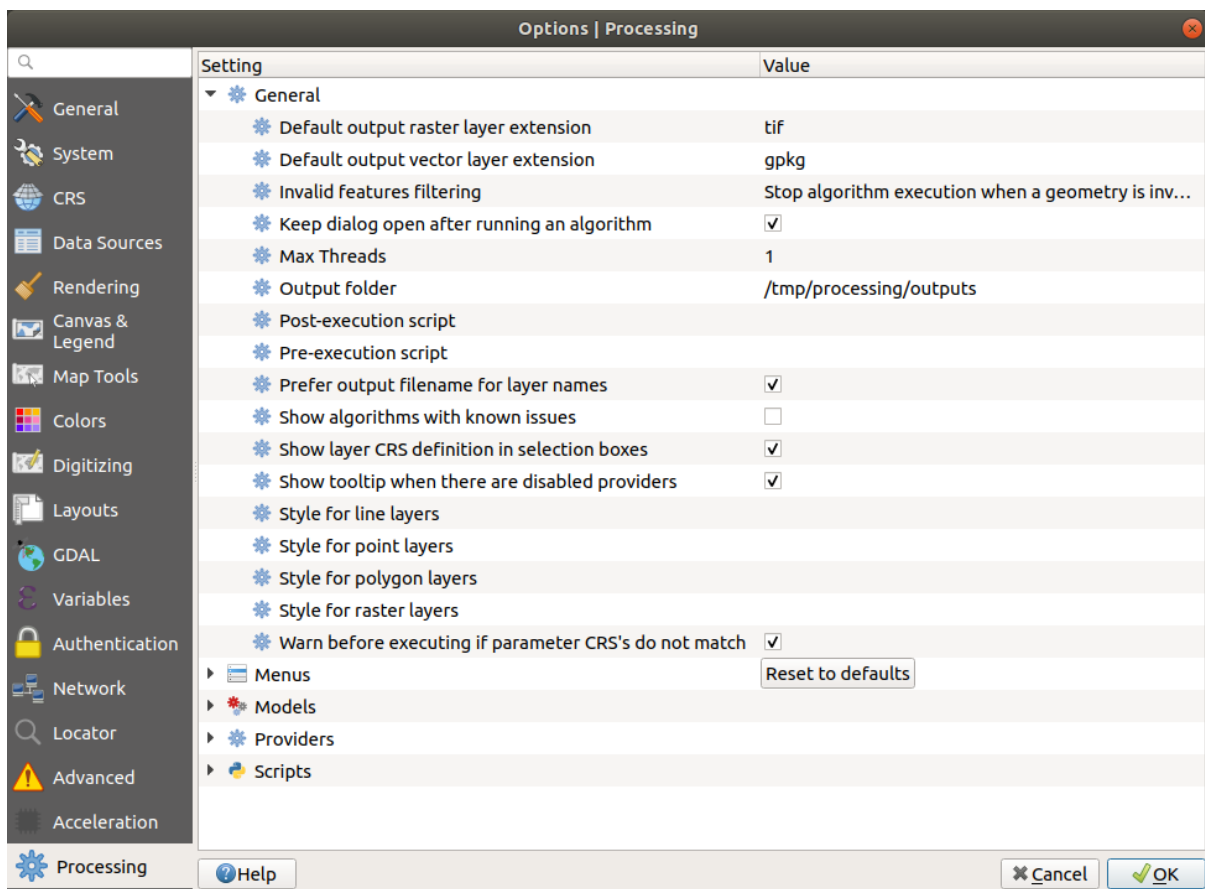 Options | Processing
Setting Value
General
General
Default output raster layer extension tif
System
Default output vector layer extension gpkg
CRS
Invalid features filtering Stop algorithm execution when a geometry is inv...
Keep dialog open after running an algorithm
Data Sources
Max Threads 1
Rendering
Output folder /tmp/processing/outputs
Canvas &
Legend
Post-execution script
Pre-execution script
Map Tools
Prefer output filename for layer names
Colors
Show algorithms with known issues
Show layer CRS definition in selection boxes
Digitizing
Show tooltip when there are disabled providers
Layouts
Style for line layers
Style for point layers
GDAL
Style for polygon layers
Variables
Style for raster layers
Authentication
Warn before executing if parameter CRS's do not match
Menus Reset to defaults
Network
Models
Locator
Providers
Advanced
Scripts
Acceleration
Processing
Help Cancel OK